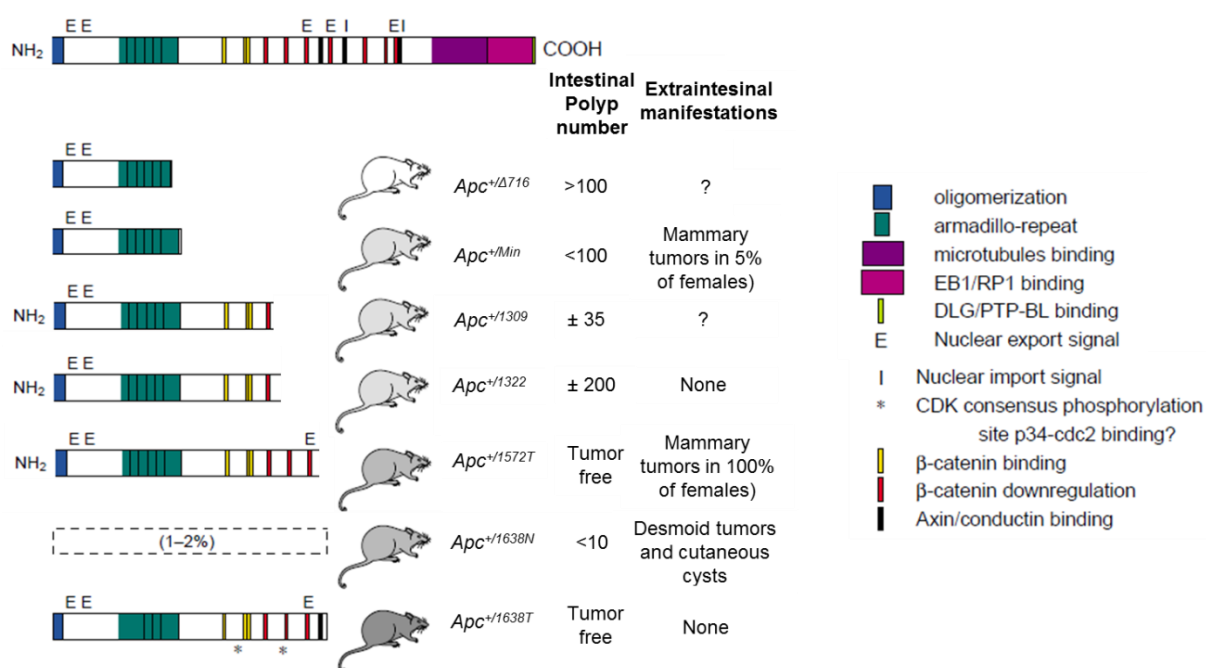 E E E E I E I
NH2 COOH
Intestinal Polyp number
Extraintesinal manifestations
E E
Apc+/Δ716 >100 ?
E E
Apc+/Min <100 Mammary tumors in 5% of females)
E E
NH2 Apc+/1309 ± 35 ?
E E
NH2 Apc+/1322 ± 200 None
E E E
NH2 Apc+/1572T Tumor free Mammary tumors in 100% of females)
(1–2%) Apc+/1638N <10 Desmoid tumors and cutaneous cysts
E E E
Apc+/1638T Tumor free None
* *
oligomerization
armadillo-repeat
microtubules binding
EB1/RP1 binding
DLG/PTP-BL binding
E Nuclear export signal
I Nuclear import signal
* CDK consensus phosphorylation
site p34-cdc2 binding?
β-catenin binding
β-catenin downregulation
Axin/conductin binding